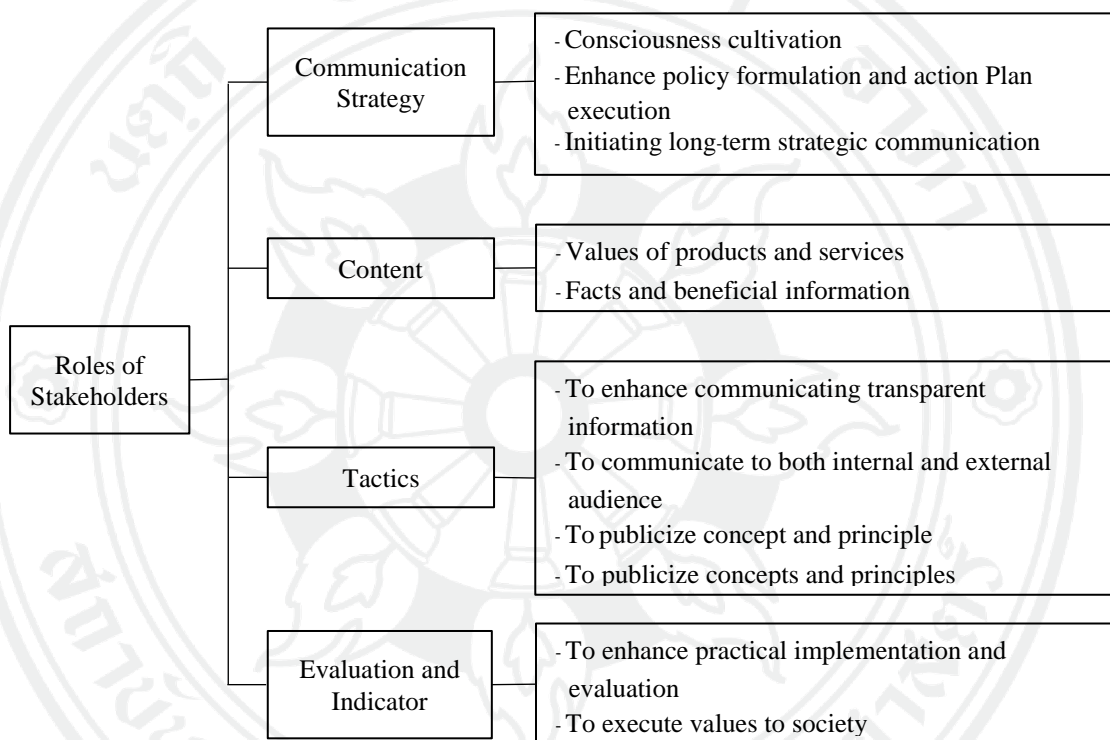 Communication
Strategy
- Consciousness cultivation
- Enhance policy formulation and action Plan
execution
- Initiating long-term strategic communication
Content
- Values of products and services
- Facts and beneficial information
Roles of
Stakeholders
Tactics
- To enhance communicating transparent
information
- To communicate to both internal and external
audience
- To publicize concept and principle
- To publicize concepts and principles
Evaluation and
Indicator
- To enhance practical implementation and
evaluation
- To execute values to society